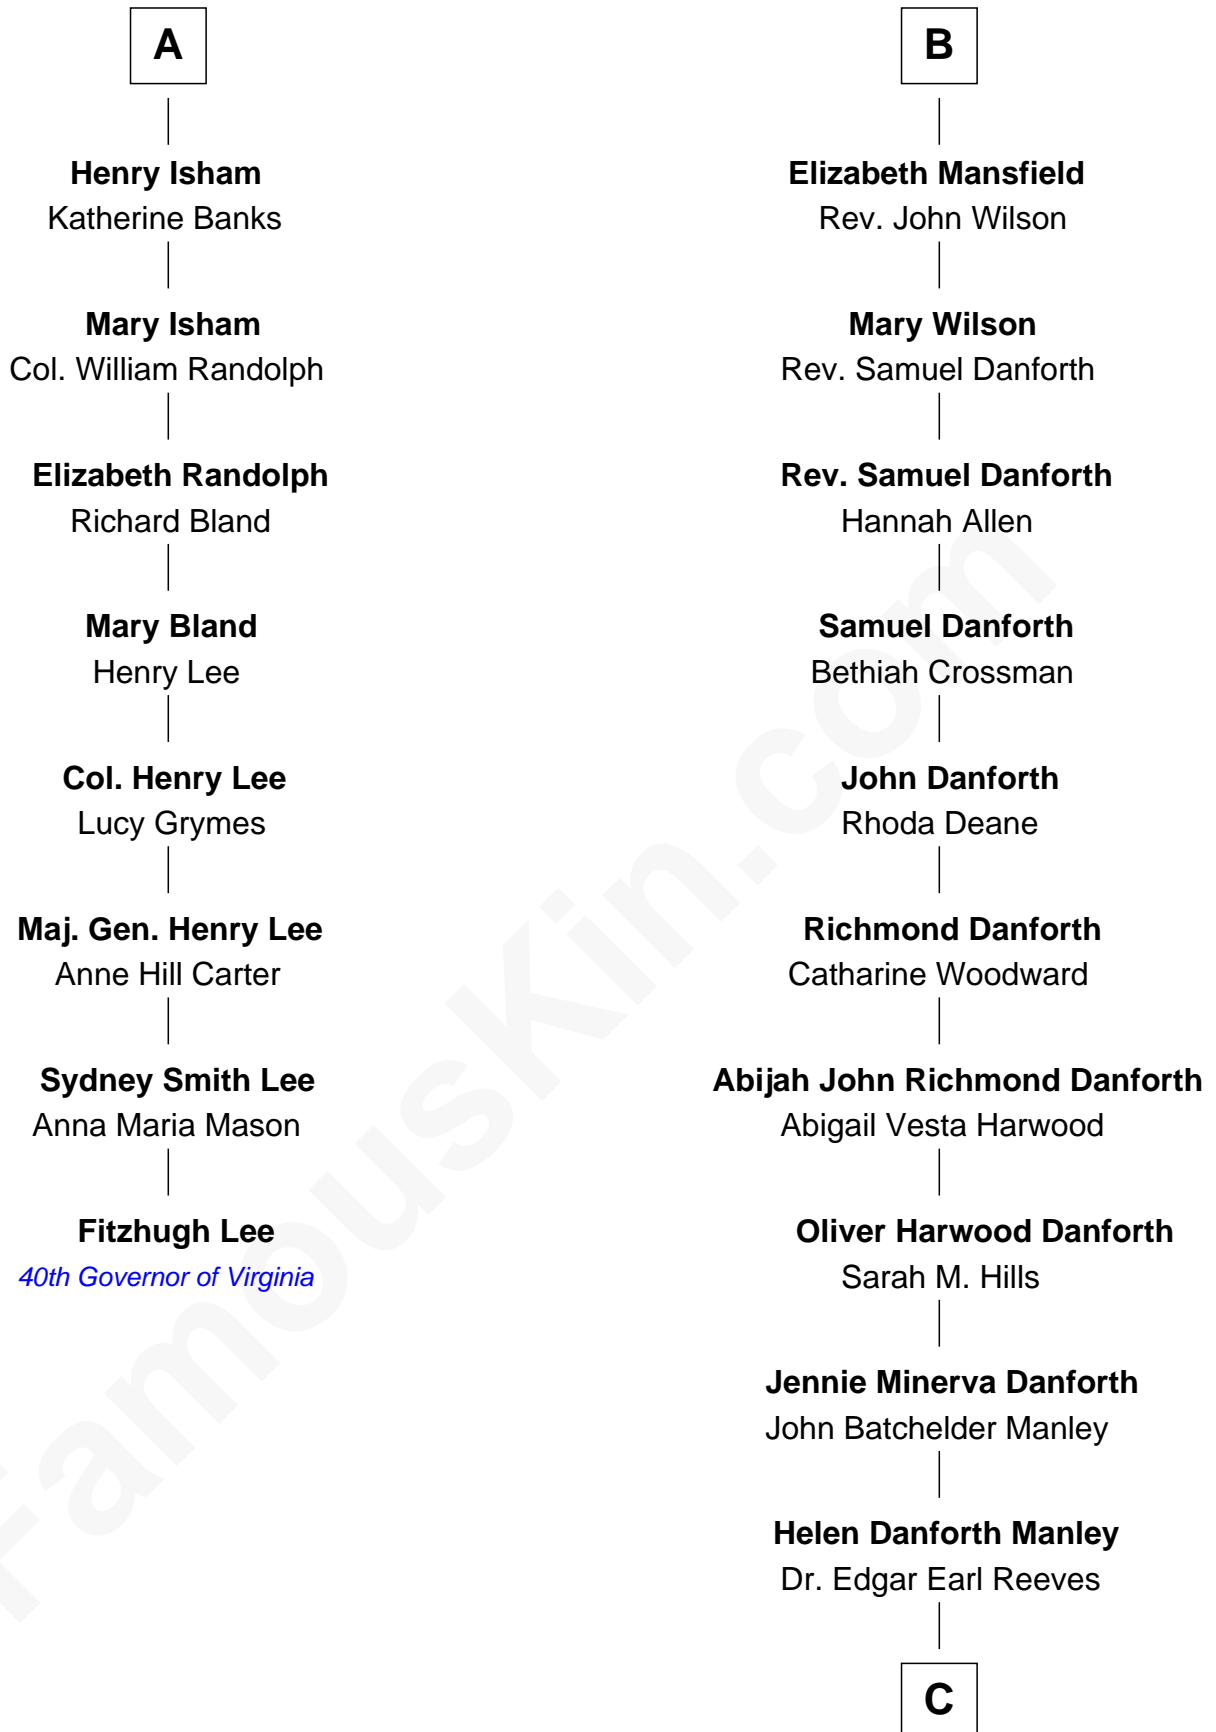 A
Henry Isham
Katherine Banks
Mary Isham
Col. William Randolph
Elizabeth Randolph
Richard Bland
Mary Bland
Henry Lee
Col. Henry Lee
Lucy Grymes
Maj. Gen. Henry Lee
Anne Hill Carter
Sydney Smith Lee
Anna Maria Mason
Fitzhugh Lee
40th Governor of Virginia
B
Elizabeth Mansfield
Rev. John Wilson
Mary Wilson
Rev. Samuel Danforth
Rev. Samuel Danforth
Hannah Allen
Samuel Danforth
Bethiah Crossman
John Danforth
Rhoda Deane
Richmond Danforth
Catharine Woodward
Abijah John Richmond Danforth
Abigail Vesta Harwood
Oliver Harwood Danforth
Sarah M. Hills
Jennie Minerva Danforth
John Batchelder Manley
Helen Danforth Manley
Dr. Edgar Earl Reeves
C
FamousKin.com